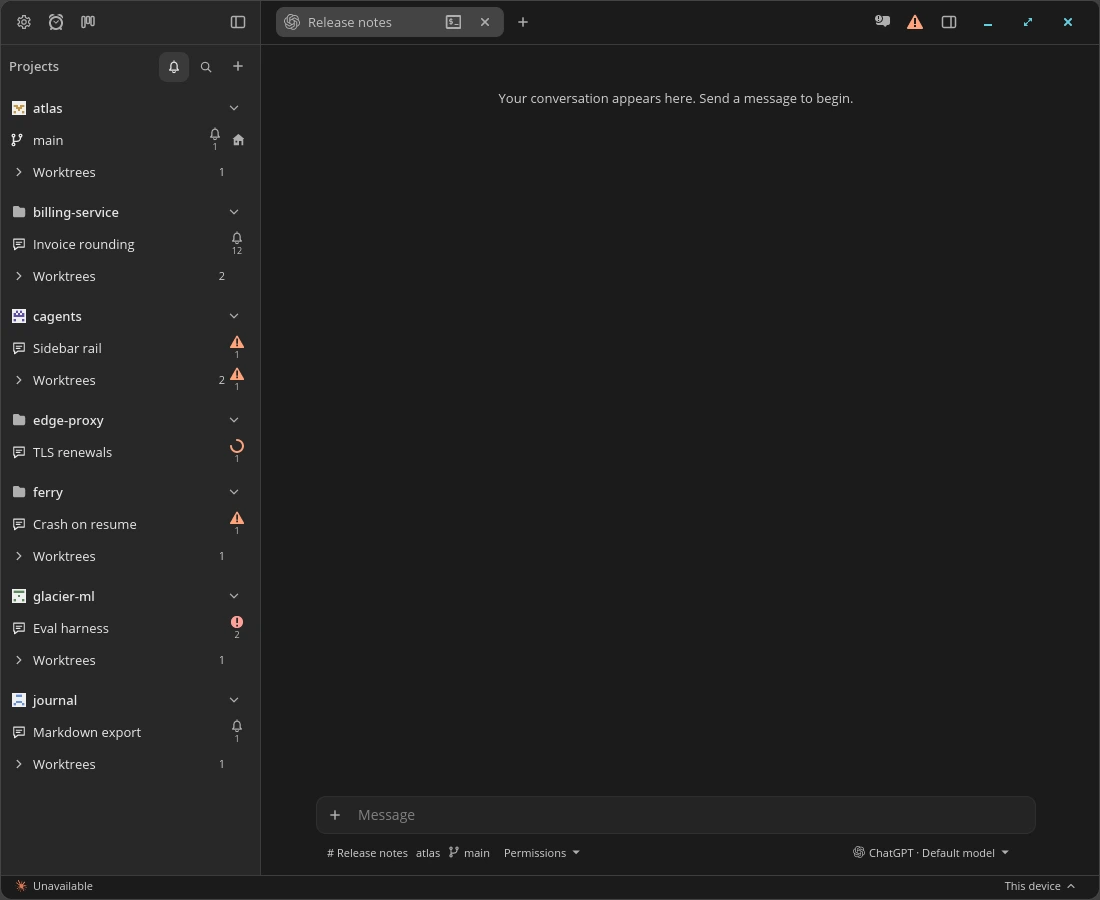 Release notes
Projects
atlas
main
1
Worktrees 1
billing-service
Invoice rounding
12
Worktrees 2
cagents
Sidebar rail
1
Worktrees 2
1
edge-proxy
TLS renewals
1
ferry
Crash on resume
1
Worktrees 1
glacier-ml
Eval harness
2
Worktrees 1
journal
Markdown export
1
Worktrees 1
Your conversation appears here. Send a message to begin.
Message
# Release notes atlas main Permissions ChatGPT · Default model
Unavailable This device